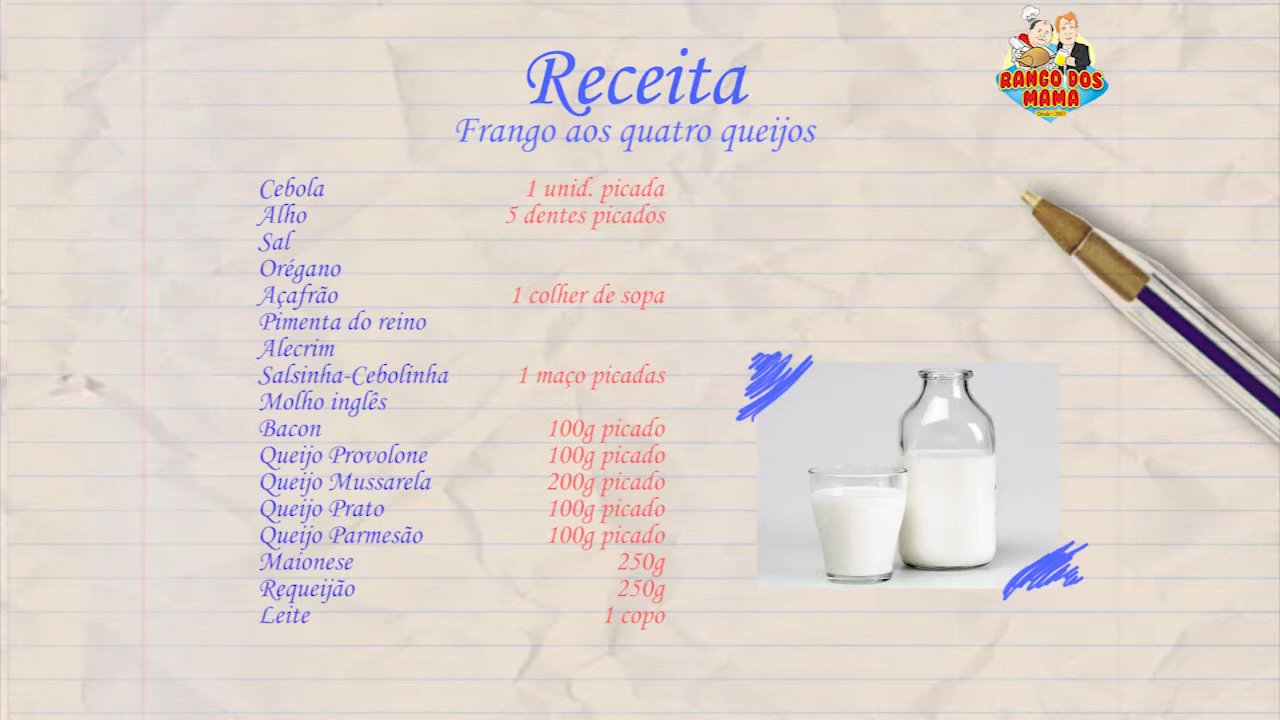 Receita
Frango aos quatro queijos
RANGO DOS
MAMA
Desde • 2007
Cebola 1 unid. picada
Alho 5 dentes picados
Sal
Orégano
Açafrão 1 colher de sopa
Pimenta do reino
Alecrim
Salsinha-Cebolinha 1 maço picadas
Molho inglês
Bacon 100g picado
Queijo Provolone 100g picado
Queijo Mussarela 200g picado
Queijo Prato 100g picado
Queijo Parmesão 100g picado
Maionese 250g
Requeijão 250g
Leite 1 copo